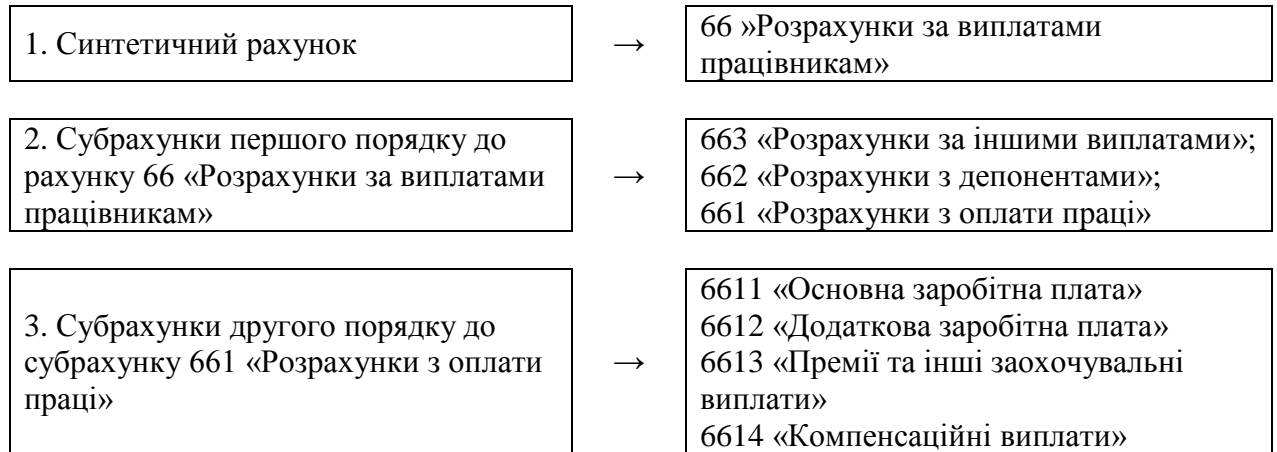 1. Синтетичний рахунок
→
66 »Розрахунки за виплатами
працівникам»
2. Субрахунки першого порядку до
рахунку 66 «Розрахунки за виплатами
працівникам»
→
663 «Розрахунки за іншими виплатами»;
662 «Розрахунки з депонентами»;
661 «Розрахунки з оплати праці»
3. Субрахунки другого порядку до
субрахунку 661 «Розрахунки з оплати
праці»
→
6611 «Основна заробітна плата»
6612 «Додаткова заробітна плата»
6613 «Премії та інші заохочувальні
виплати»
6614 «Компенсаційні виплати»